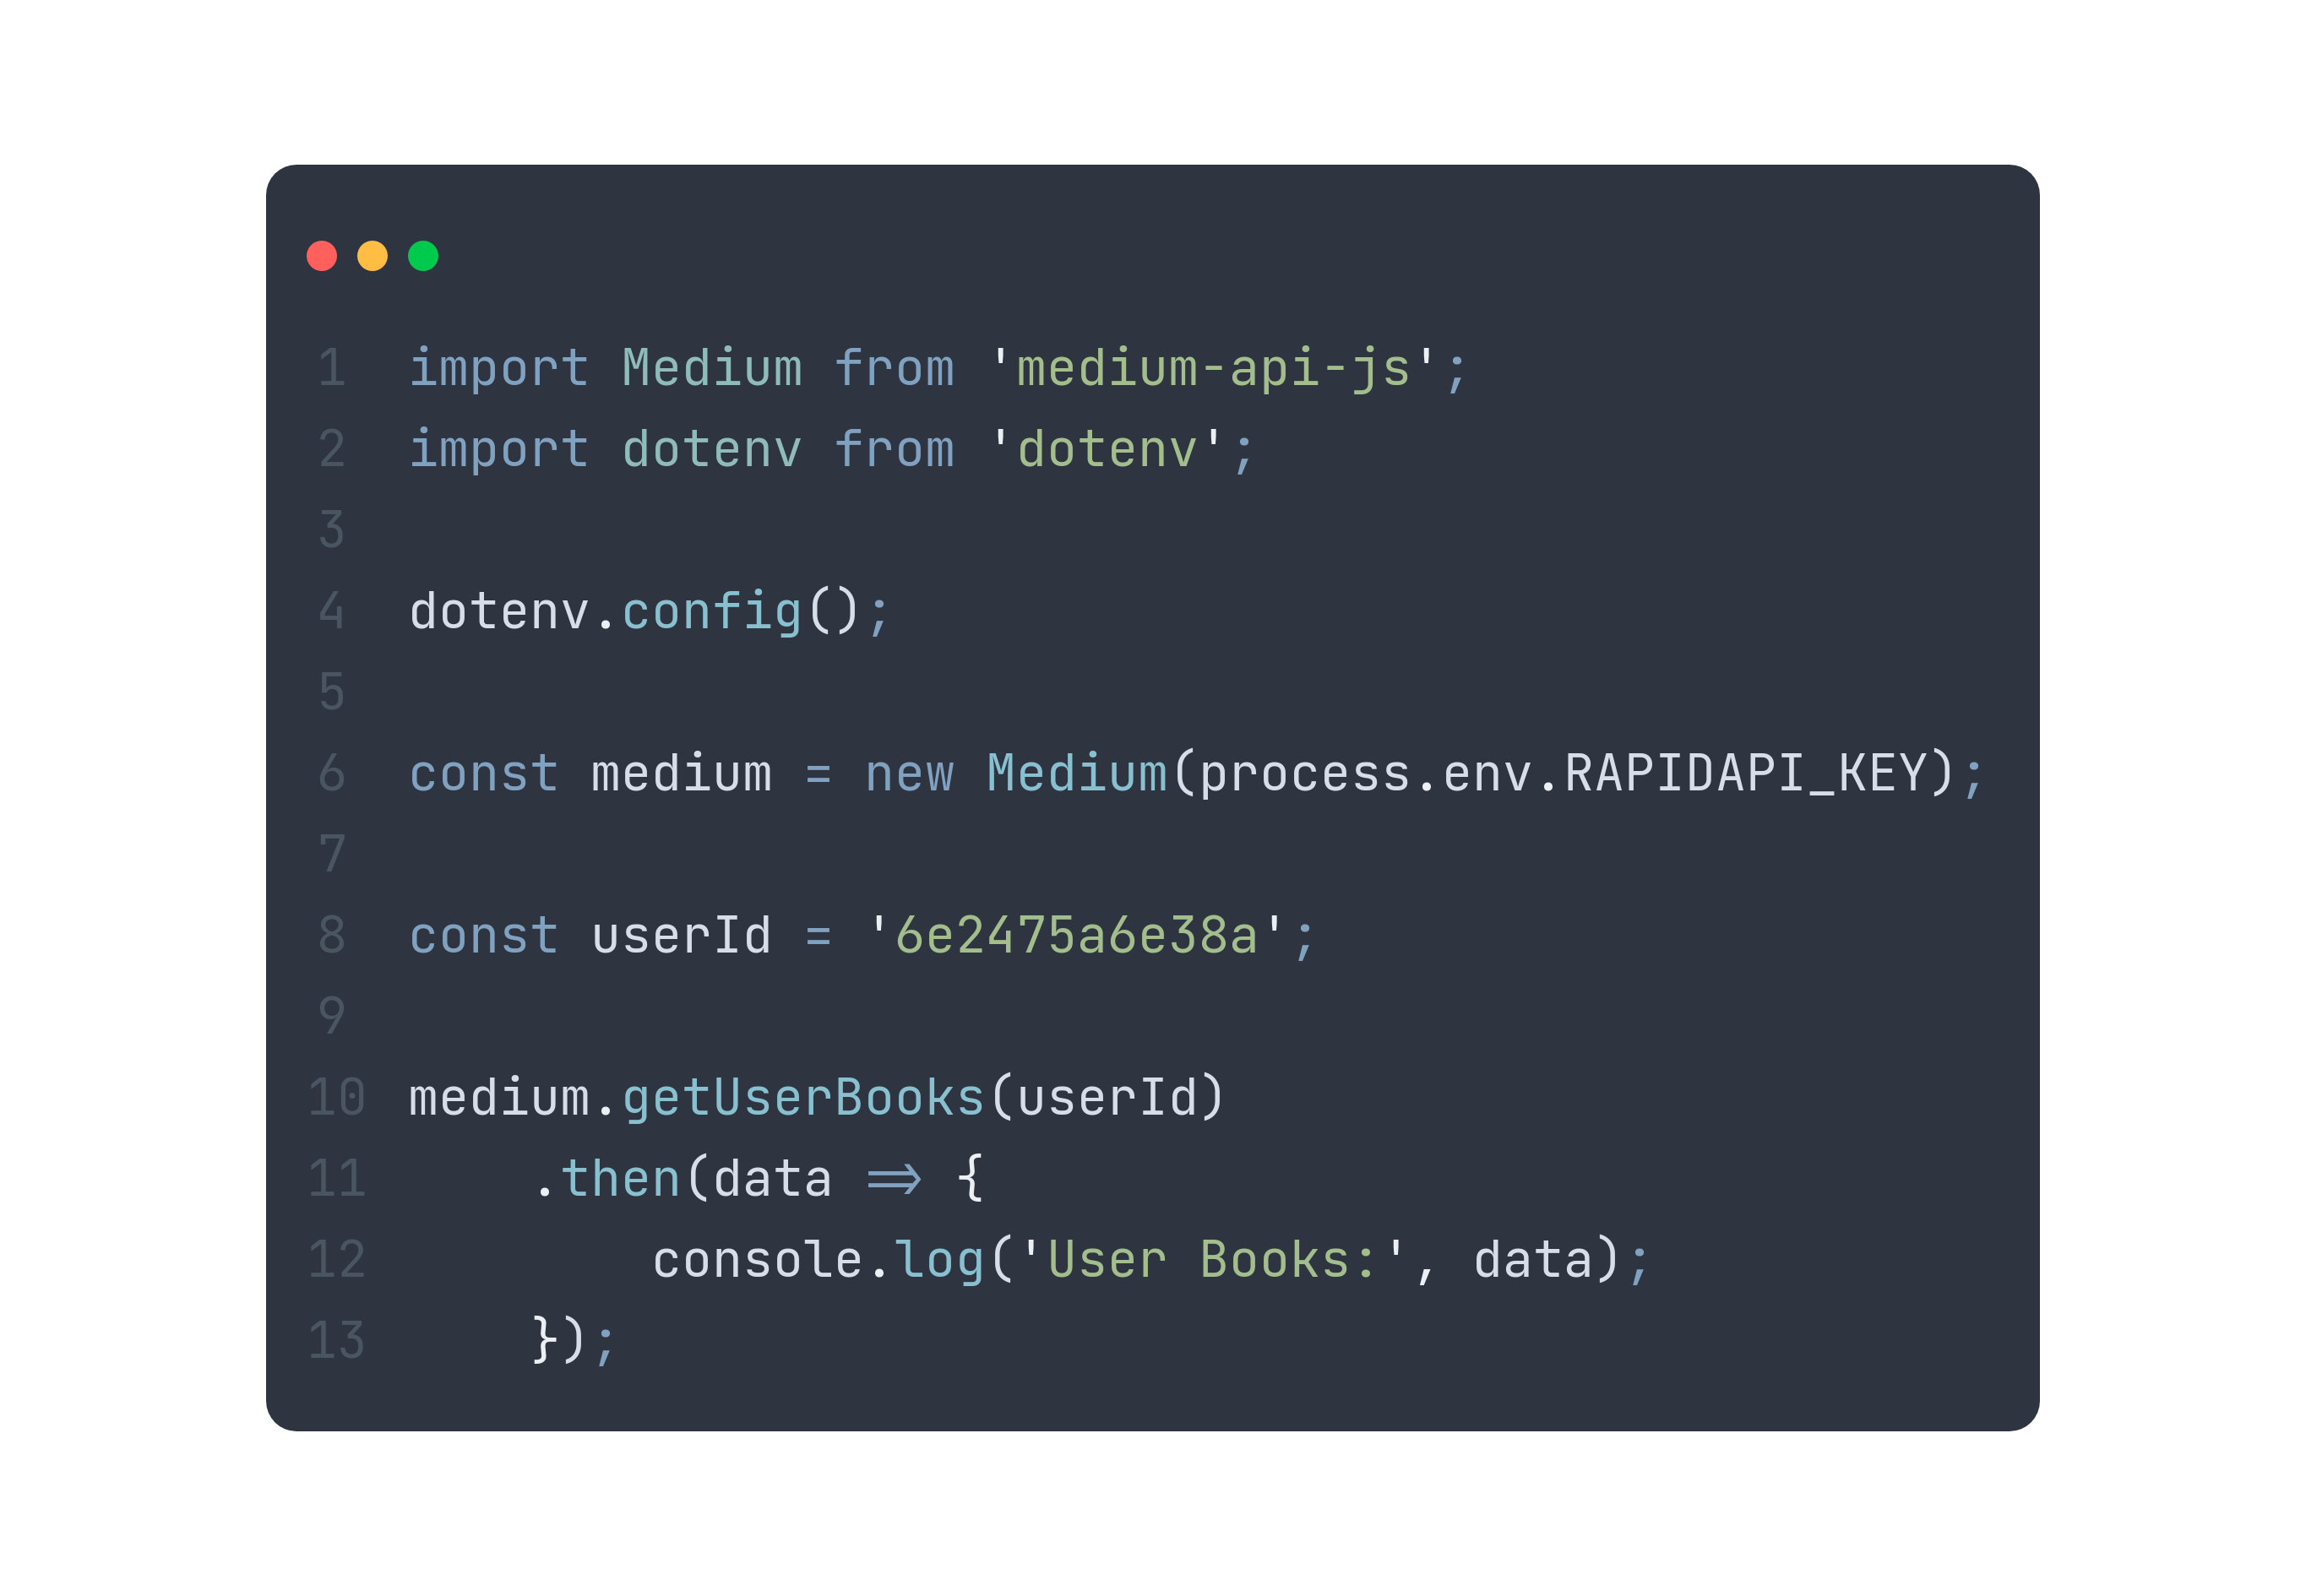 1 import Medium from 'medium-api-js';
2 import dotenv from 'dotenv';
3
4 dotenv.config();
5
6 const medium = new Medium(process.env.RAPIDAPI_KEY);
7
8 const userId = '6e2475a6e38a';
9
10 medium.getUserBooks(userId)
11     .then(data => {
12         console.log('User Books:', data);
13     });